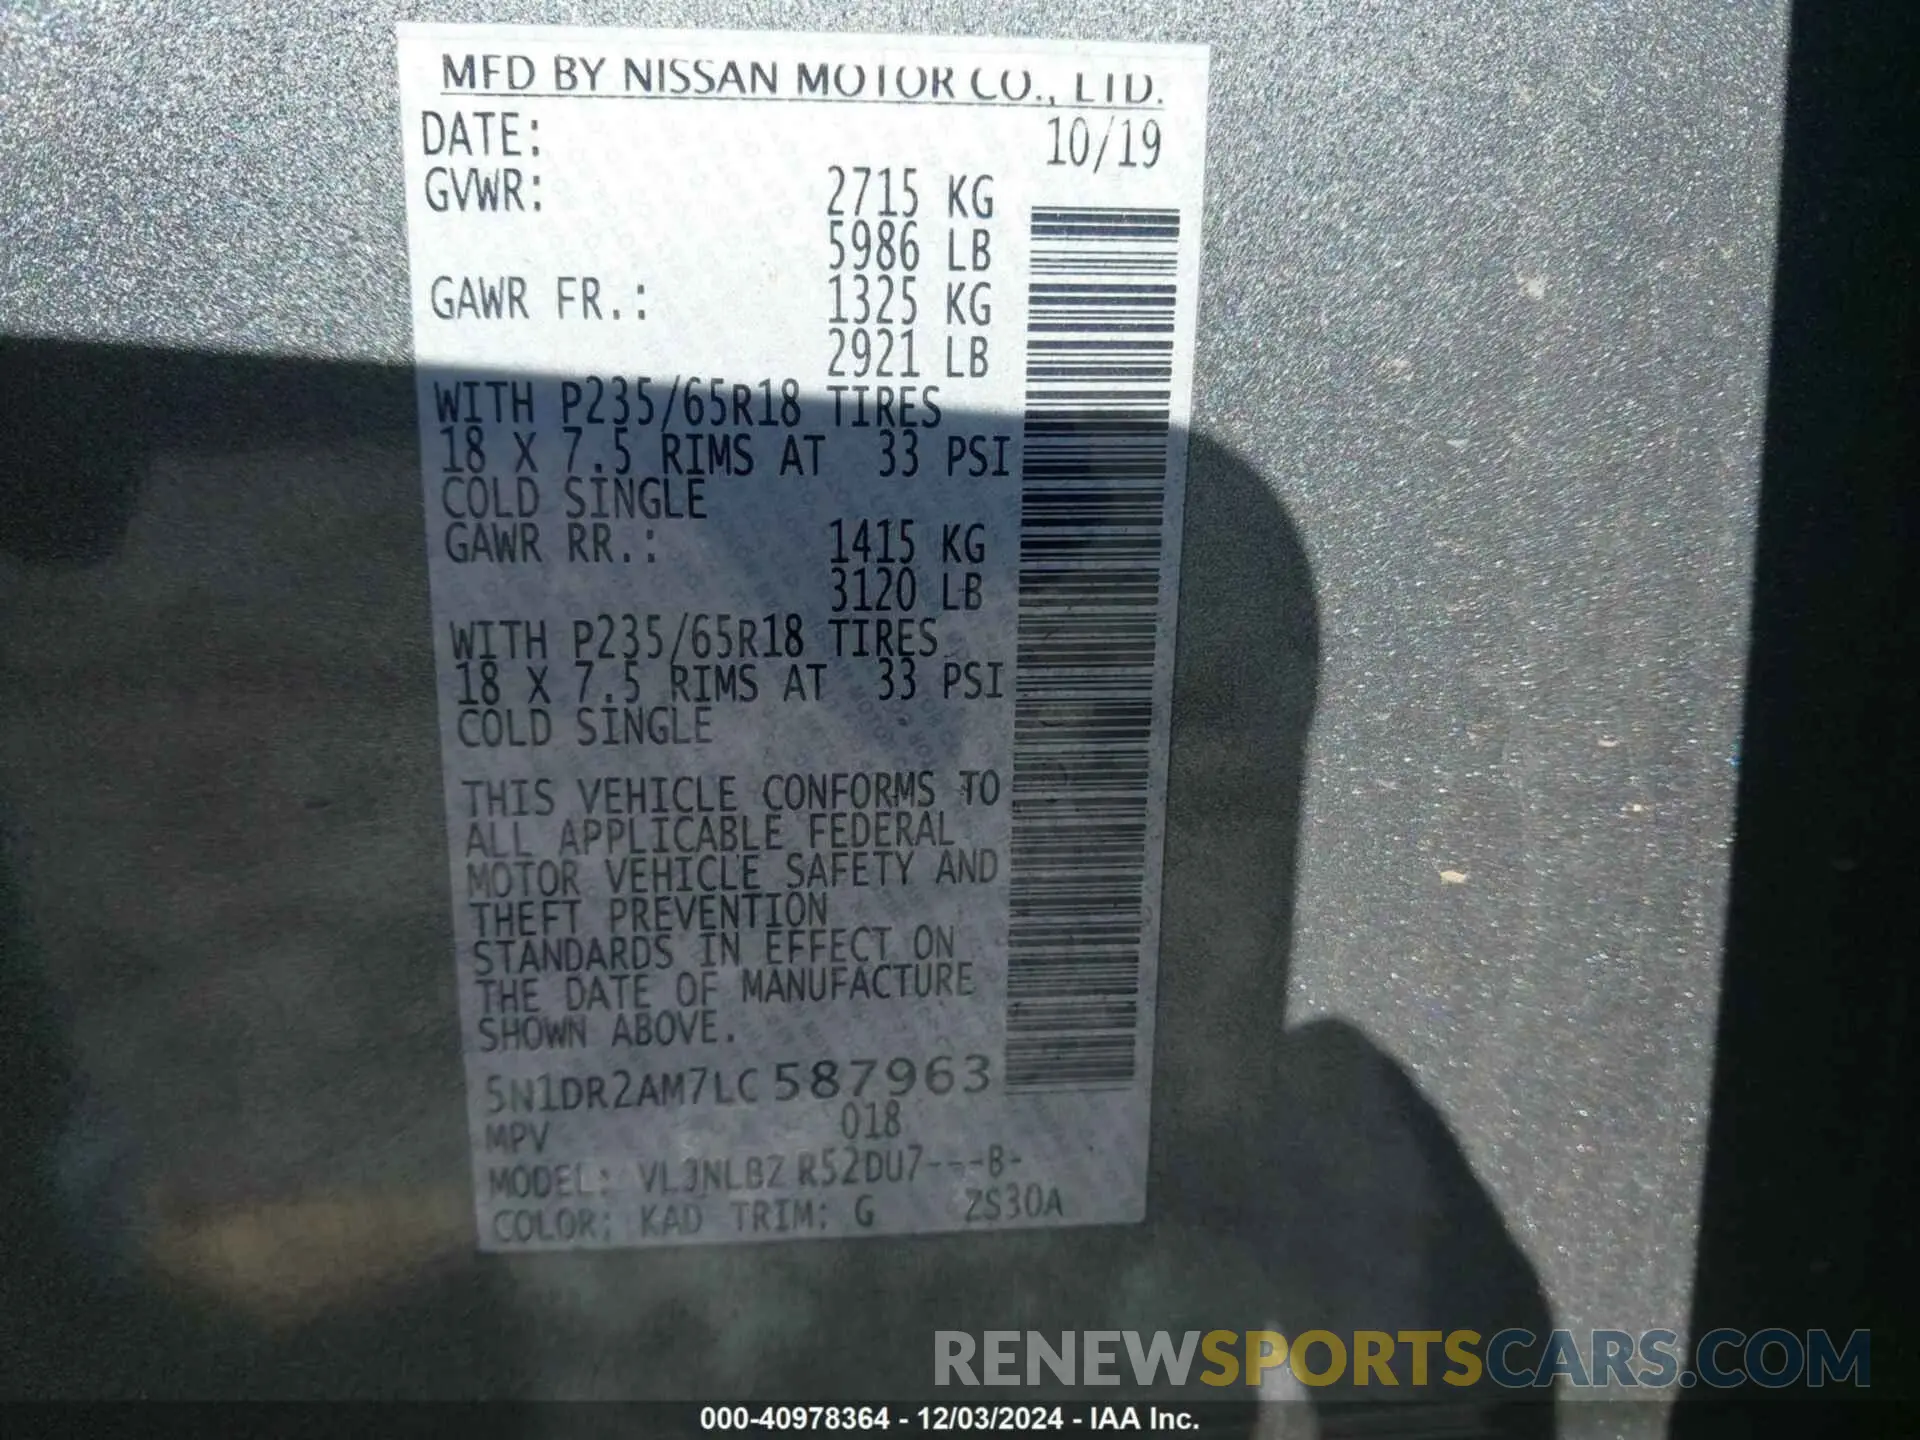 MFD BY NISSAN MOTOR CO., LTD.
DATE: 10/19
GVWR: 2715 KG
5986 LB
GAWR FR.: 1325 KG
2921 LB
WITH P235/65R18 TIRES
18 X 7.5 RIMS AT 33 PSI
COLD SINGLE
GAWR RR.: 1415 KG
3120 LB
WITH P235/65R18 TIRES
18 X 7.5 RIMS AT 33 PSI
COLD SINGLE
THIS VEHICLE CONFORMS TO
ALL APPLICABLE FEDERAL
MOTOR VEHICLE SAFETY AND
THEFT PREVENTION
STANDARDS IN EFFECT ON
THE DATE OF MANUFACTURE
SHOWN ABOVE.
5N1DR2AM7LC 587963
MPV 018
MODEL: R52DU7---B-
COLOR: KAD TRIM: G ZS30A
RENEWSPORTSCARS.COM
000-40978364 - 12/03/2024 - IAA Inc.